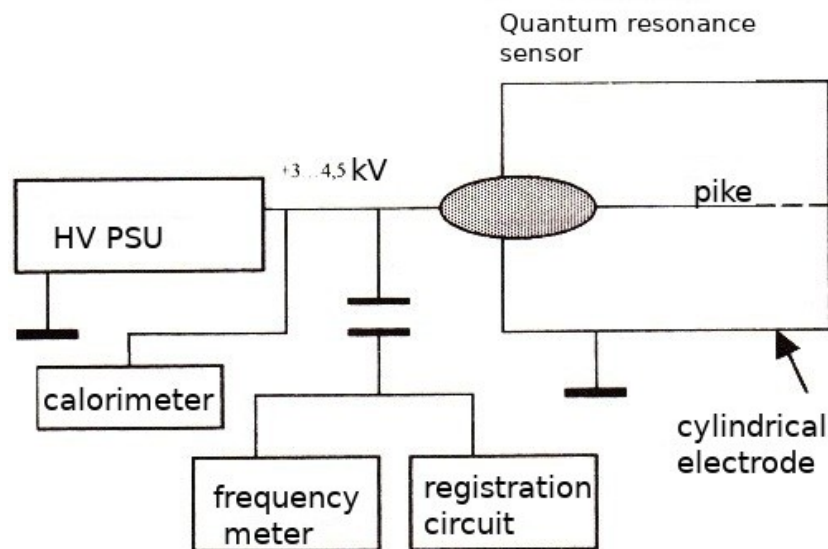 Quantum resonance
sensor
+3...4,5 kV
HV PSU
pike
calorimeter
frequency
meter
registration
circuit
cylindrical
electrode